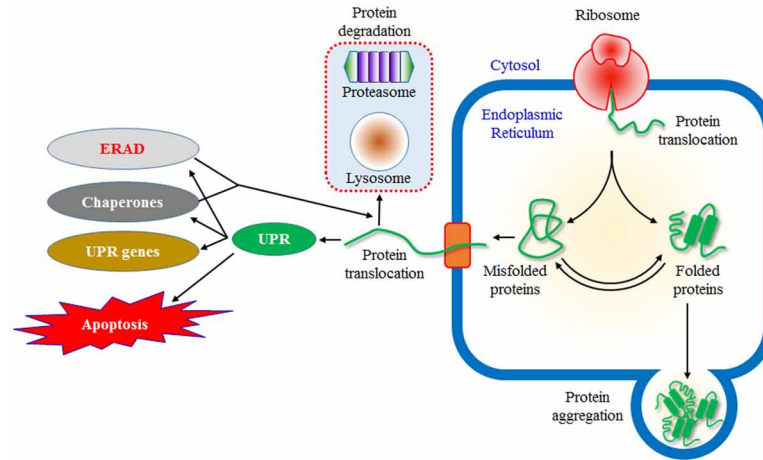 Protein
degradation
Proteasome
Lysosome
Ribosome
Cytosol
Endoplasmic
Reticulum
Protein
translocation
ERAD
Chaperones
UPR genes
UPR
Apoptosis
Protein
translocation
Misfolded
proteins
Folded
proteins
Protein
aggregation